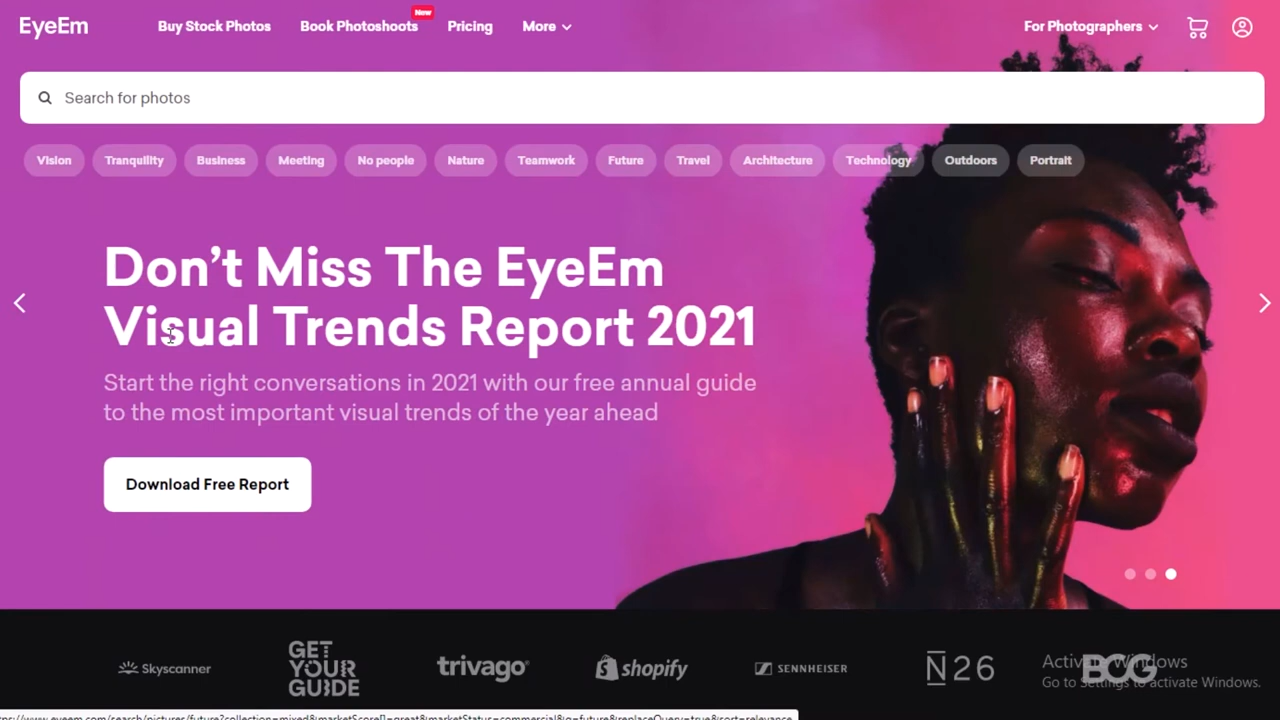 EyeEm
Buy Stock Photos
Book Photoshoots
New
Pricing
More
For Photographers
Search for photos
Vision
Tranquility
Business
Meeting
No people
Nature
Teamwork
Future
Travel
Architecture
Technology
Outdoors
Portrait
Don't Miss The EyeEm
Visual Trends Report 2021
Start the right conversations in 2021 with our free annual guide
to the most important visual trends of the year ahead
Download Free Report
Skyscanner
GET
YOUR
GUIDE
trivago
shopify
SENNHEISER
N26
BCG
Activate Windows
Go to Settings to activate Windows.